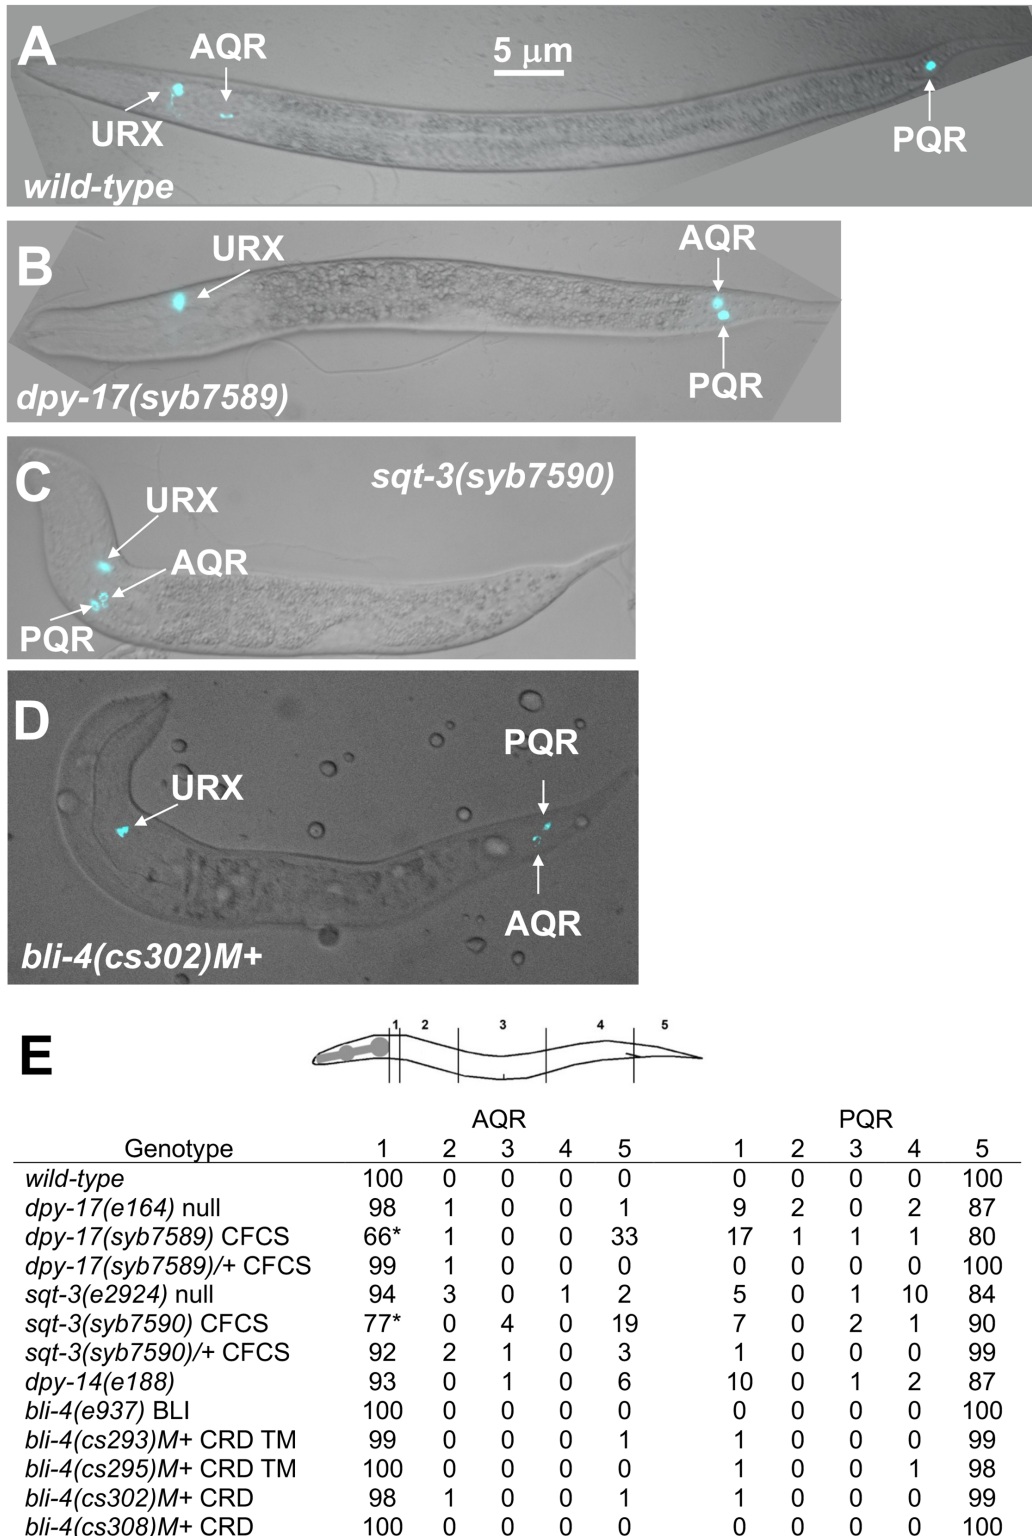 A
AQR
5 μm
URX
PQR
wild-type
B
URX
AQR
PQR
dpy-17(syb7589)
C
sqt-3(syb7590)
URX
AQR
PQR
D
PQR
URX
AQR
bli-4(cs302)M+
E
1 2 3 4 5
AQR PQR
Genotype 1 2 3 4 5 1 2 3 4 5
wild-type 100 0 0 0 0 0 0 0 0 100
dpy-17(e164) null 98 1 0 0 1 9 2 0 2 87
dpy-17(syb7589) CFCS 66* 1 0 0 33 17 1 1 1 80
dpy-17(syb7589)/+ CFCS 99 1 0 0 0 0 0 0 0 100
sqt-3(e2924) null 94 3 0 1 2 5 0 1 10 84
sqt-3(syb7590) CFCS 77* 0 4 0 19 7 0 2 1 90
sqt-3(syb7590)/+ CFCS 92 2 1 0 3 1 0 0 0 99
dpy-14(e188) 93 0 1 0 6 10 0 1 2 87
bli-4(e937) BLI 100 0 0 0 0 0 0 0 0 100
bli-4(cs293)M+ CRD TM 99 0 0 0 1 1 0 0 0 99
bli-4(cs295)M+ CRD TM 100 0 0 0 0 1 0 0 1 98
bli-4(cs302)M+ CRD 98 1 0 0 1 1 0 0 0 99
bli-4(cs308)M+ CRD 100 0 0 0 0 0 0 0 0 100